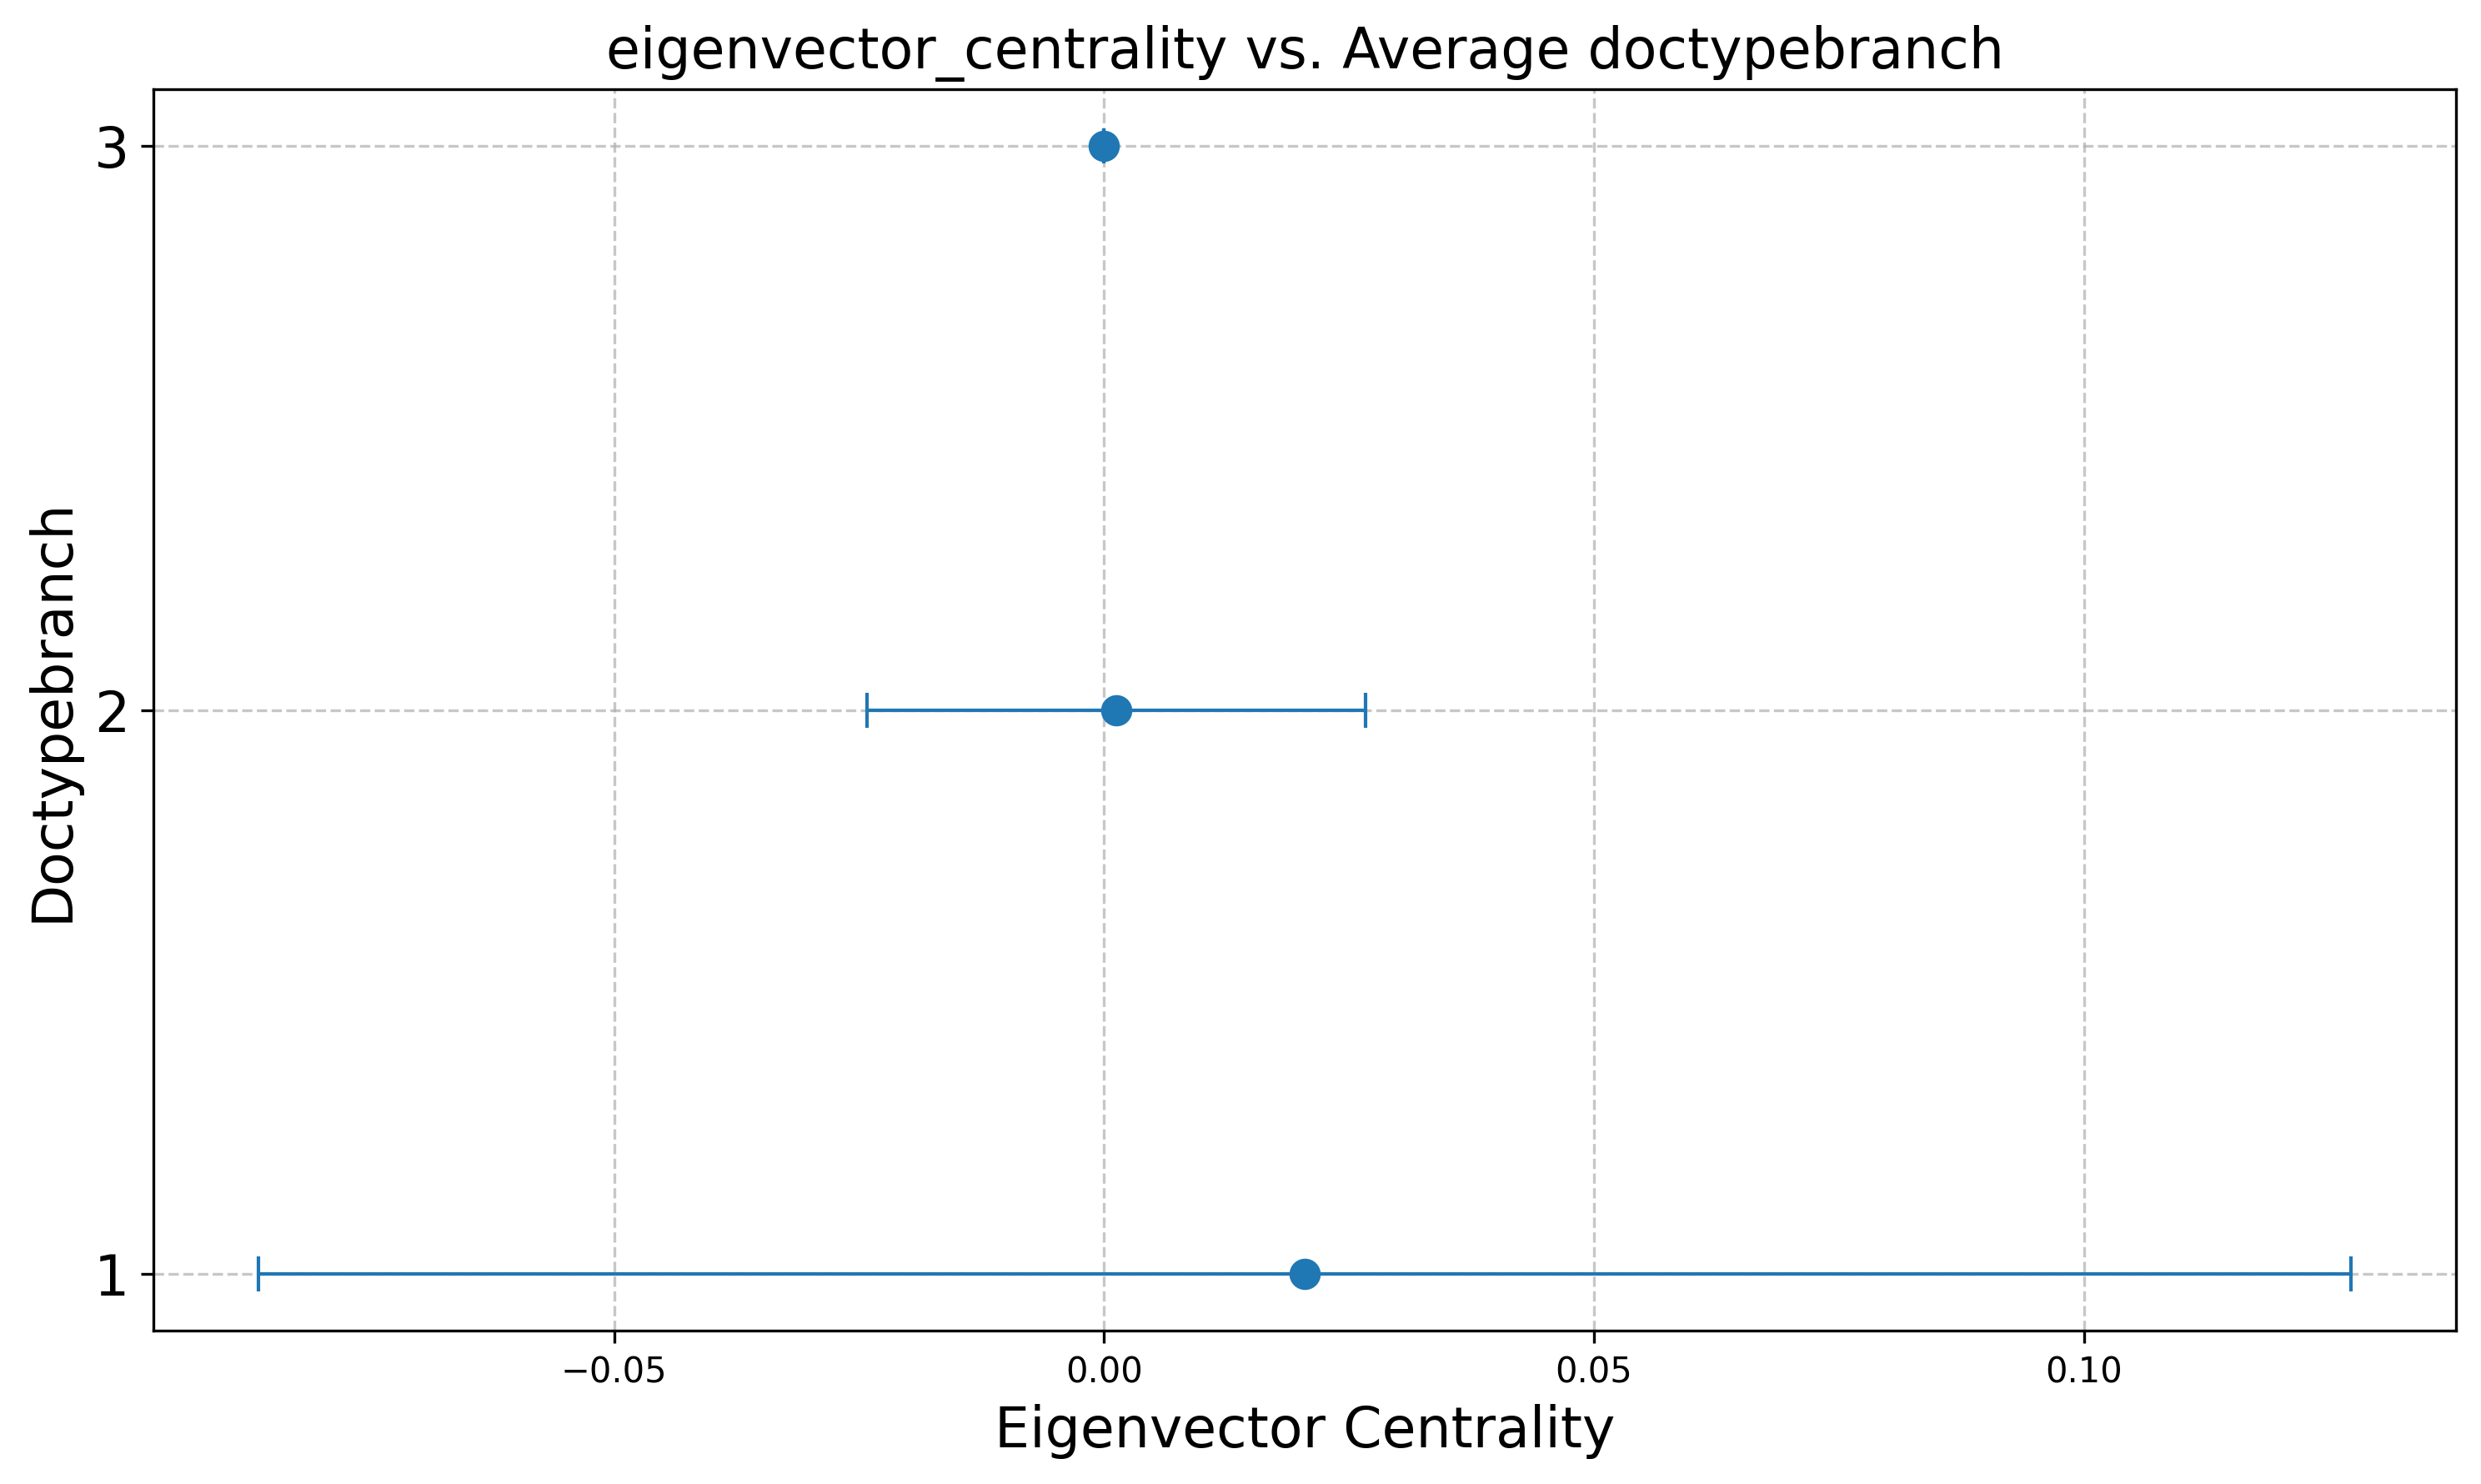 eigenvector_centrality vs. Average doctypebranch
3
2
1
Doctypebranch
−0.05
0.00
0.05
0.10
Eigenvector Centrality